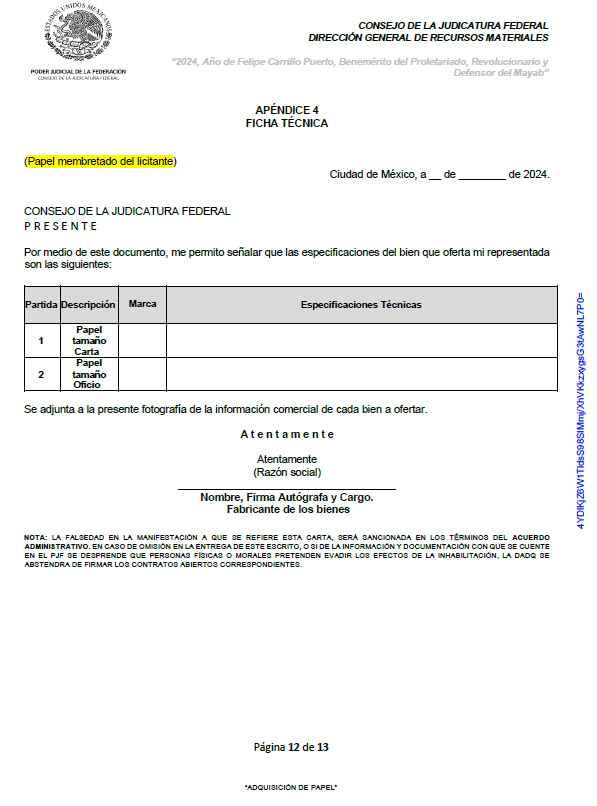 ESTADOS UNIDOS MEXICANOS
PODER JUDICIAL DE LA FEDERACIÓN
CONSEJO DE LA JUDICATURA FEDERAL
CONSEJO DE LA JUDICATURA FEDERAL
DIRECCIÓN GENERAL DE RECURSOS MATERIALES
"2024, Año de Felipe Carrillo Puerto, Benemérito del Proletariado, Revolucionario y
Defensor del Mayab"
APÉNDICE 4
FICHA TÉCNICA
(Papel membretado del licitante)
Ciudad de México, a __ de ________ de 2024.
CONSEJO DE LA JUDICATURA FEDERAL
P R E S E N T E
Por medio de este documento, me permito señalar que las especificaciones del bien que oferta mi representada
son las siguientes:
Partida Descripción Marca Especificaciones Técnicas
1 Papel
tamaño
Carta
2 Papel
tamaño
Oficio
Se adjunta a la presente fotografía de la información comercial de cada bien a ofertar.
A t e n t a m e n t e
Atentamente
(Razón social)
Nombre, Firma Autógrafa y Cargo.
Fabricante de los bienes
NOTA: LA FALSEDAD EN LA MANIFESTACIÓN A QUE SE REFIERE ESTA CARTA, SERÁ SANCIONADA EN LOS TÉRMINOS DEL ACUERDO
ADMINISTRATIVO. EN CASO DE OMISIÓN EN LA ENTREGA DE ESTE ESCRITO, O SI DE LA INFORMACIÓN Y DOCUMENTACIÓN CON QUE SE CUENTE
EN EL PJF SE DESPRENDE QUE PERSONAS FÍSICAS O MORALES PRETENDEN EVADIR LOS EFECTOS DE LA INHABILITACIÓN, LA DADQ SE
ABSTENDRA DE FIRMAR LOS CONTRATOS ABIERTOS CORRESPONDIENTES.
Página 12 de 13
"ADQUISICIÓN DE PAPEL"